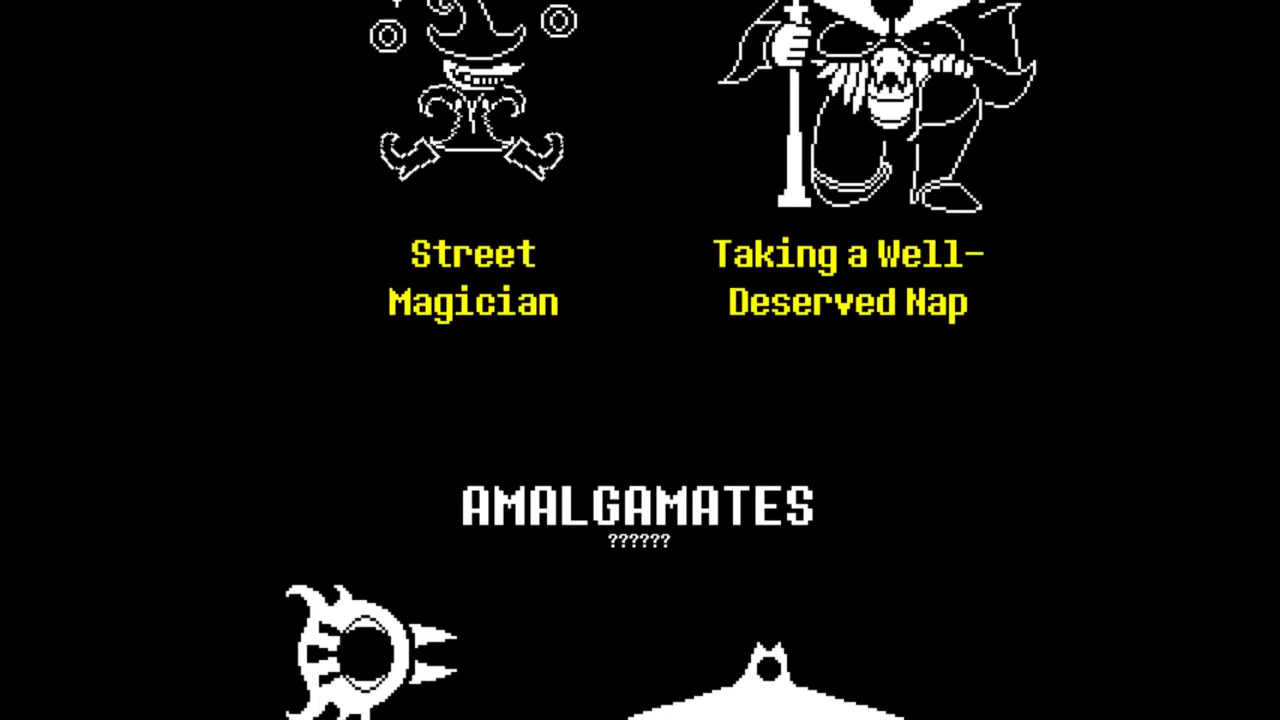 Street
Magician
Taking a Well-
Deserved Nap
AMALGAMATES
??????